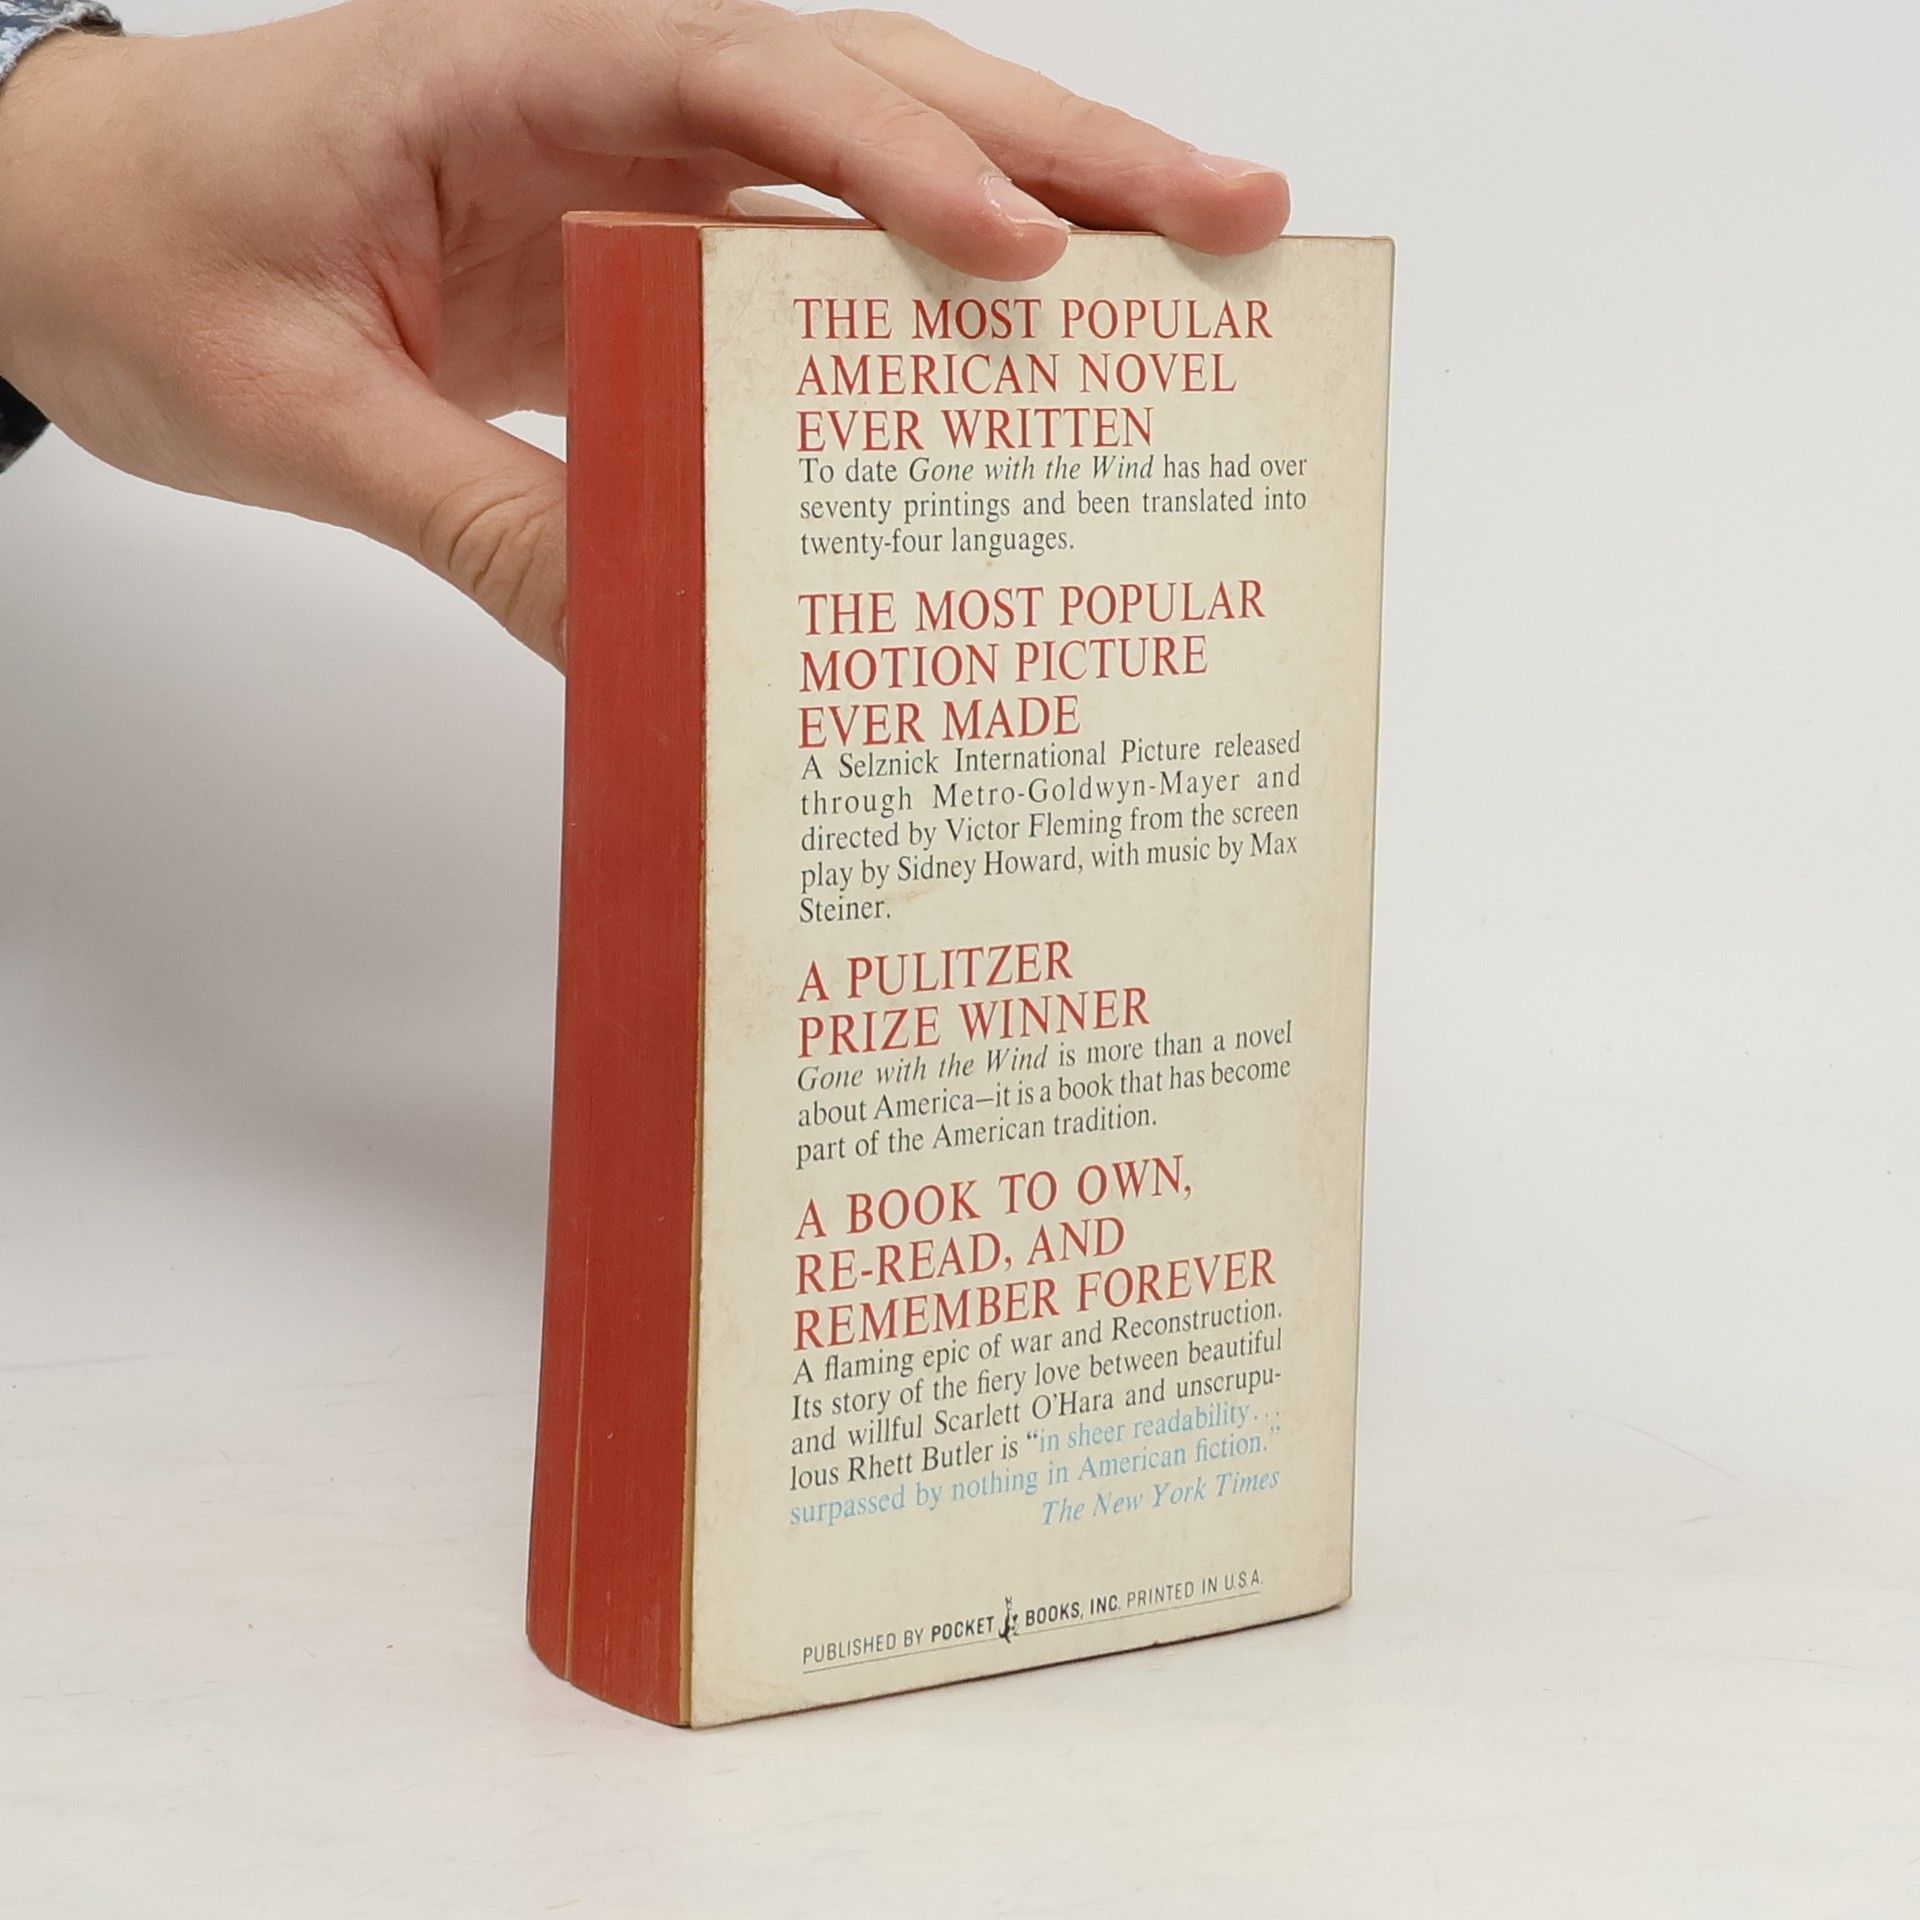 THE MOST POPULAR
AMERICAN NOVEL
EVER WRITTEN
To date Gone with the Wind has had over
seventy printings and been translated into
twenty-four languages.
THE MOST POPULAR
MOTION PICTURE
EVER MADE
A Selznick International Picture released
through Metro-Goldwyn-Mayer and
directed by Victor Fleming from the screen
play by Sidney Howard, with music by Max
Steiner.
A PULITZER
PRIZE WINNER
Gone with the Wind is more than a novel
about America—it is a book that has become
part of the American tradition.
A BOOK TO OWN,
RE-READ, AND
REMEMBER FOREVER
A flaming epic of war and Reconstruction.
Its story of the fiery love between beautiful
and willful Scarlett O'Hara and unscrupu-
lous Rhett Butler is “in sheer readability...
surpassed by nothing in American fiction.”
The New York Times
PUBLISHED BY POCKET BOOKS, INC. PRINTED IN U.S.A.